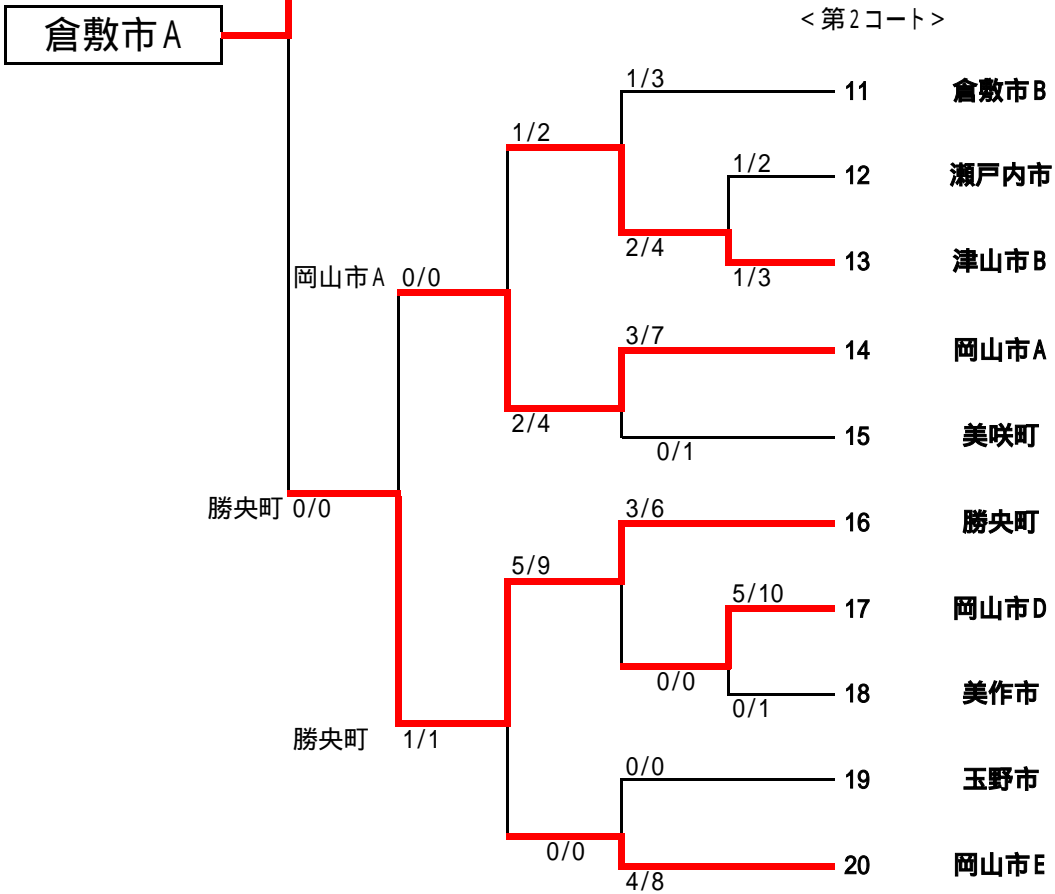 <第2コート>
倉敷市A
1/3
11 倉敷市B
1/2
1/2
12 瀬戸内市
2/4
13 津山市B
1/3
岡山市A 0/0
3/7
14 岡山市A
2/4
15 美咲町
0/1
勝央町 0/0
3/6
16 勝央町
5/9
5/10
17 岡山市D
0/0
18 美作市
0/1
勝央町 1/1
0/0
19 玉野市
0/0
20 岡山市E
4/8